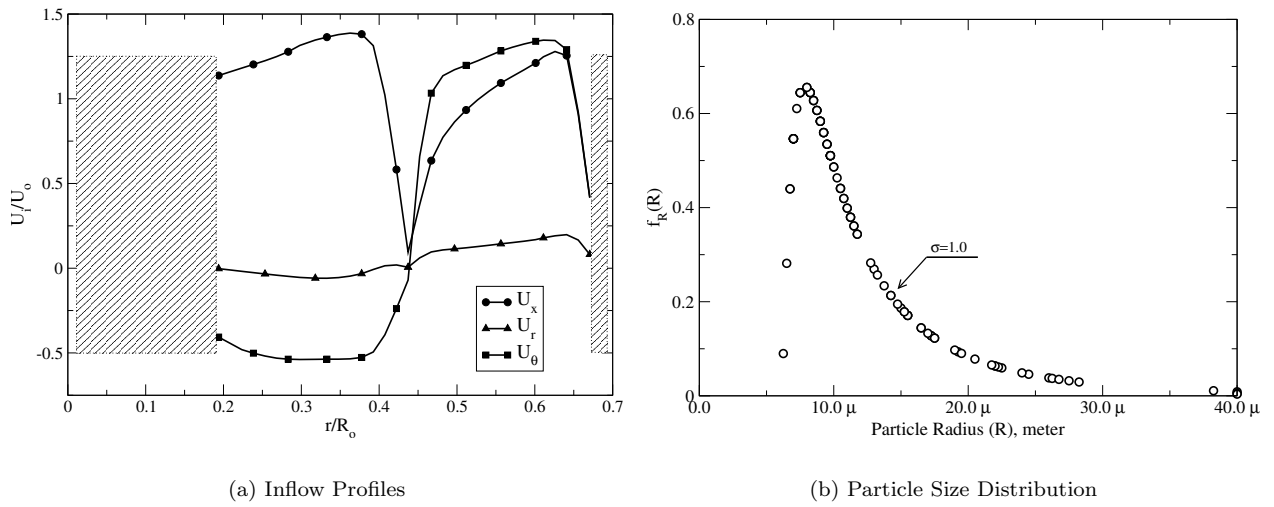 1.5
1
0.5
0
-0.5
U_i/U_o
0 0.1 0.2 0.3 0.4 0.5 0.6 0.7
r/R_o
U_x
U_r
U_θ
(a) Inflow Profiles
0.8
0.6
0.4
0.2
0
f_R(R)
σ=1.0
0.0 10.0 μ 20.0 μ 30.0 μ 40.0 μ
Particle Radius (R), meter
(b) Particle Size Distribution